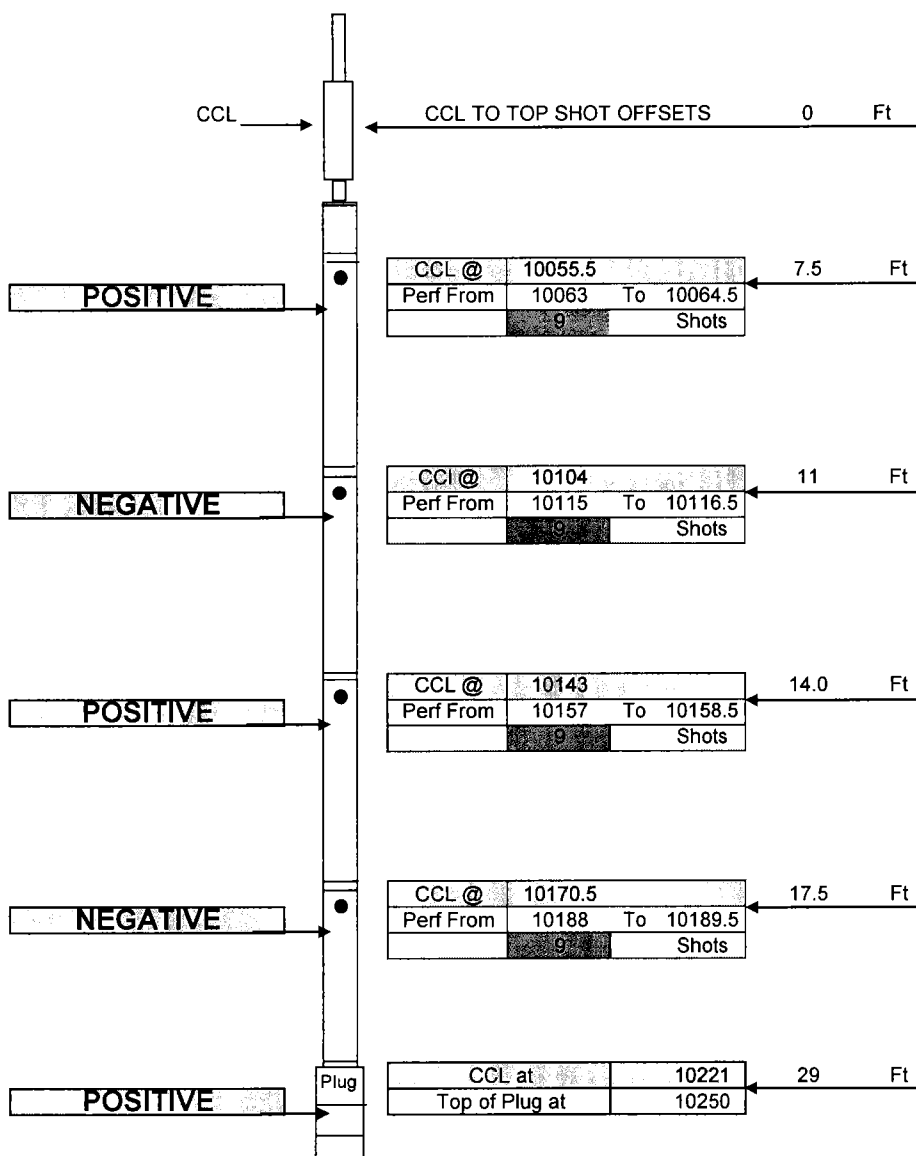 CCL CCL TO TOP SHOT OFFSETS 0 Ft
CCL @ 10055.5 7.5 Ft
POSITIVE Perf From 10063 To 10064.5
9 Shots
CCl @ 10104 11 Ft
NEGATIVE Perf From 10115 To 10116.5
9 Shots
CCL @ 10143 14.0 Ft
POSITIVE Perf From 10157 To 10158.5
9 Shots
CCL @ 10170.5 17.5 Ft
NEGATIVE Perf From 10188 To 10189.5
9 Shots
Plug CCL at 10221 29 Ft
POSITIVE Top of Plug at 10250